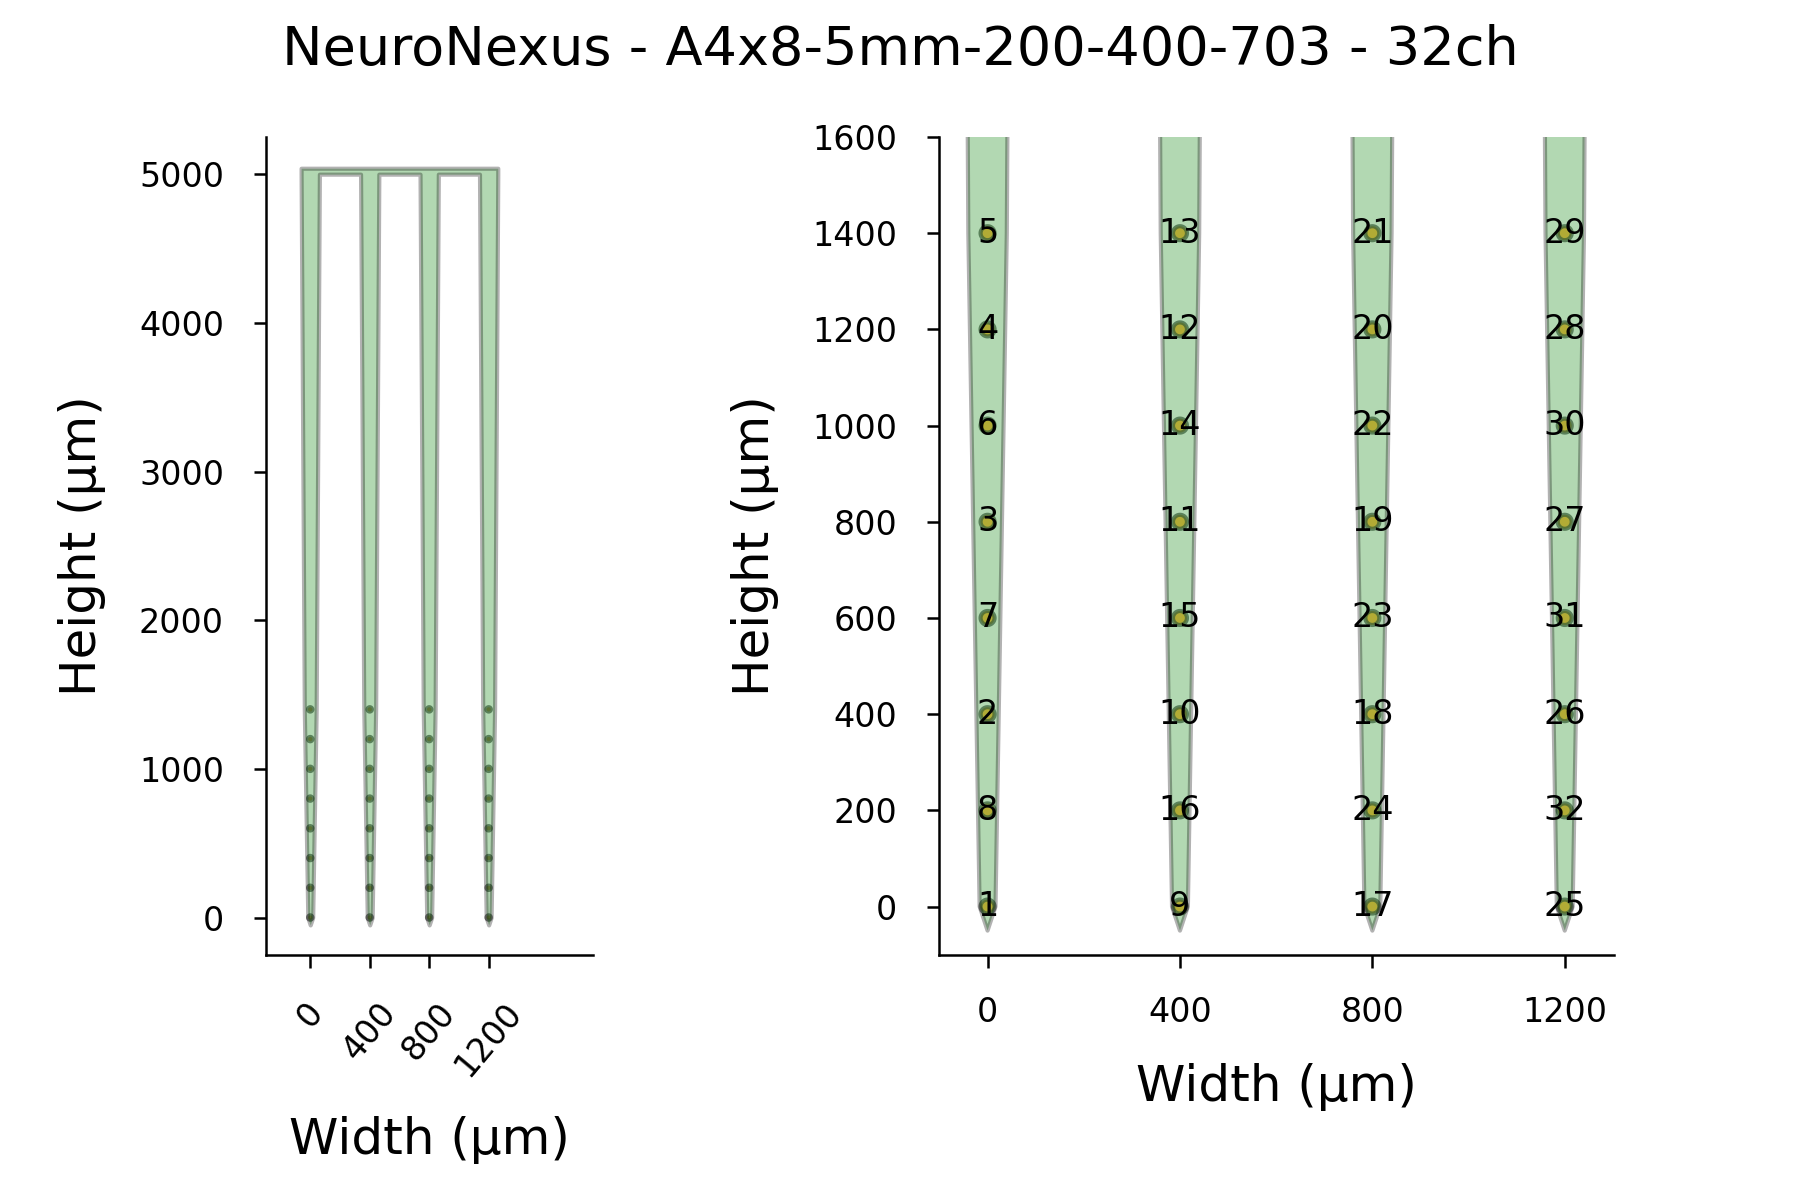 NeuroNexus - A4x8-5mm-200-400-703 - 32ch
5000
4000
3000
2000
1000
0
Height (μm)
0 400 800 1200
Width (μm)
1600
1400
1200
1000
800
600
400
200
0
Height (μm)
5 13 21 29
4 12 20 28
6 14 22 30
3 11 19 27
7 15 23 31
2 10 18 26
8 16 24 32
1 9 17 25
0 400 800 1200
Width (μm)